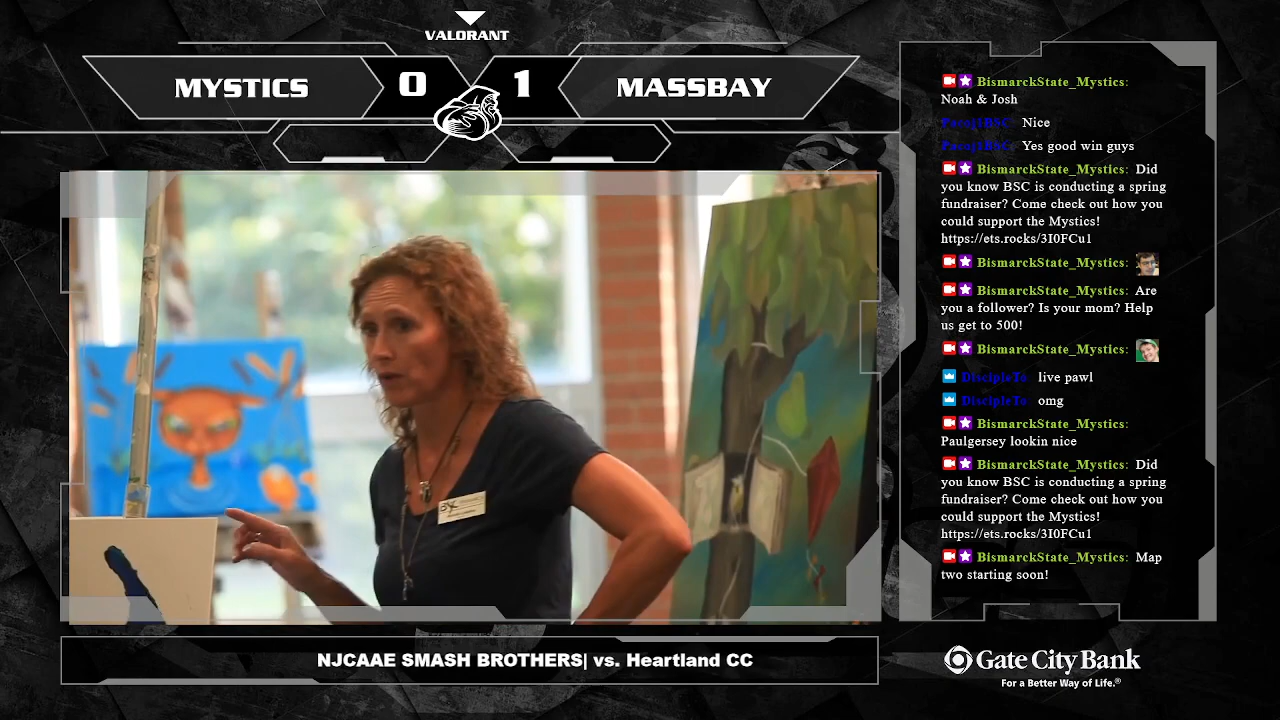 VALORANT
MYSTICS
0
1
MASSBAY
BismarckState_Mystics:
Noah & Josh
Nice
Yes good win guys
BismarckState_Mystics: Did
you know BSC is conducting a spring
fundraiser? Come check out how you
could support the Mystics!
https://ets.rocks/3I0FCu1
BismarckState_Mystics:
BismarckState_Mystics: Are
you a follower? Is your mom? Help
us get to 500!
BismarckState_Mystics:
DiscipleTo live pawl
DiscipleTo omg
BismarckState_Mystics:
Paulgersey lookin nice
BismarckState_Mystics: Did
you know BSC is conducting a spring
fundraiser? Come check out how you
could support the Mystics!
https://ets.rocks/3I0FCu1
BismarckState_Mystics: Map
two starting soon!
NJCAAE SMASH BROTHERS| vs. Heartland CC
Gate City Bank
For a Better Way of Life.®